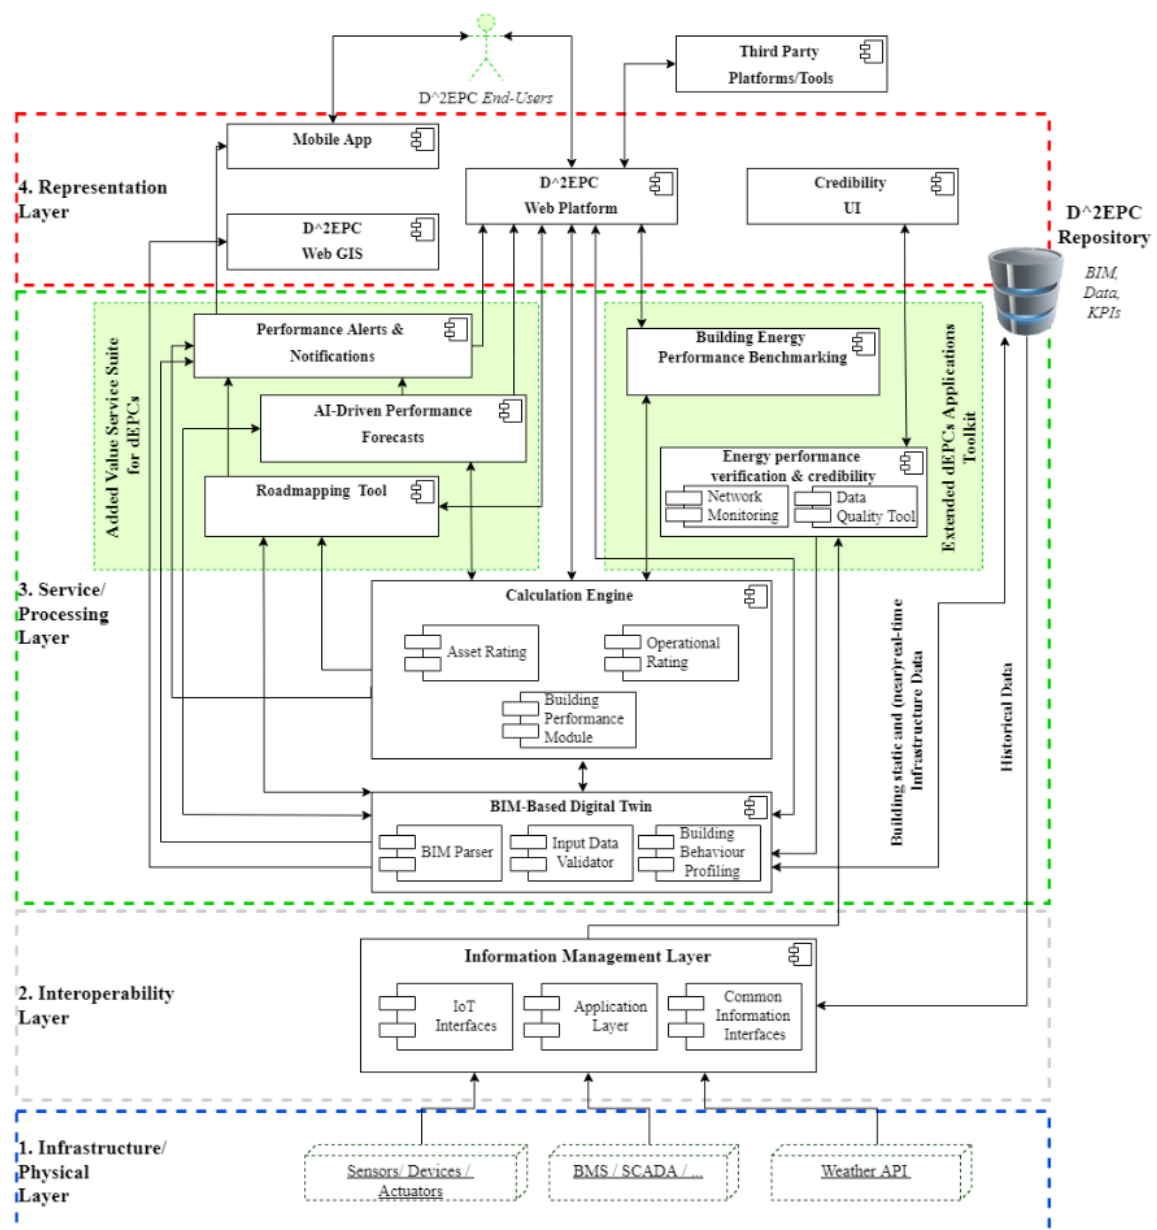 D^2EPC End-Users
Third Party
Platforms/Tools
4. Representation
Layer
Mobile App
D^2EPC
Web GIS
D^2EPC
Web Platform
Credibility
UI
D^2EPC
Repository
BIM,
Data,
KPIs
Added Value Service Suite
for dEPCs
Performance Alerts &
Notifications
AI-Driven Performance
Forecasts
Roadmapping Tool
Building Energy
Performance Benchmarking
Energy performance
verification & credibility
Network
Monitoring
Data
Quality Tool
Extended dEPCs Applications
Toolkit
3. Service/
Processing
Layer
Calculation Engine
Asset Rating
Operational
Rating
Building
Performance
Module
BIM-Based Digital Twin
BIM Parser
Input Data
Validator
Building
Behaviour
Profiling
Building static and (near)real-time
Infrastructure Data
Historical Data
2. Interoperability
Layer
Information Management Layer
IoT
Interfaces
Application
Layer
Common
Information
Interfaces
1. Infrastructure/
Physical
Layer
Sensors/ Devices /
Actuators
BMS / SCADA / ...
Weather API